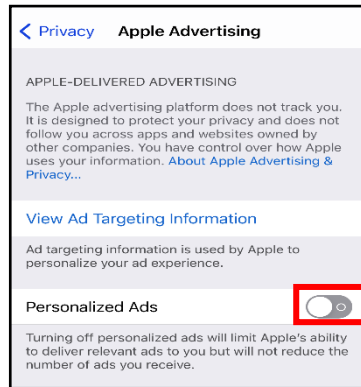 Privacy Apple Advertising
APPLE-DELIVERED ADVERTISING
The Apple advertising platform does not track you.
It is designed to protect your privacy and does not
follow you across apps and websites owned by
other companies. You have control over how Apple
uses your information. About Apple Advertising &
Privacy...
View Ad Targeting Information
Ad targeting information is used by Apple to
personalize your ad experience.
Personalized Ads
Turning off personalized ads will limit Apple's ability
to deliver relevant ads to you but will not reduce the
number of ads you receive.